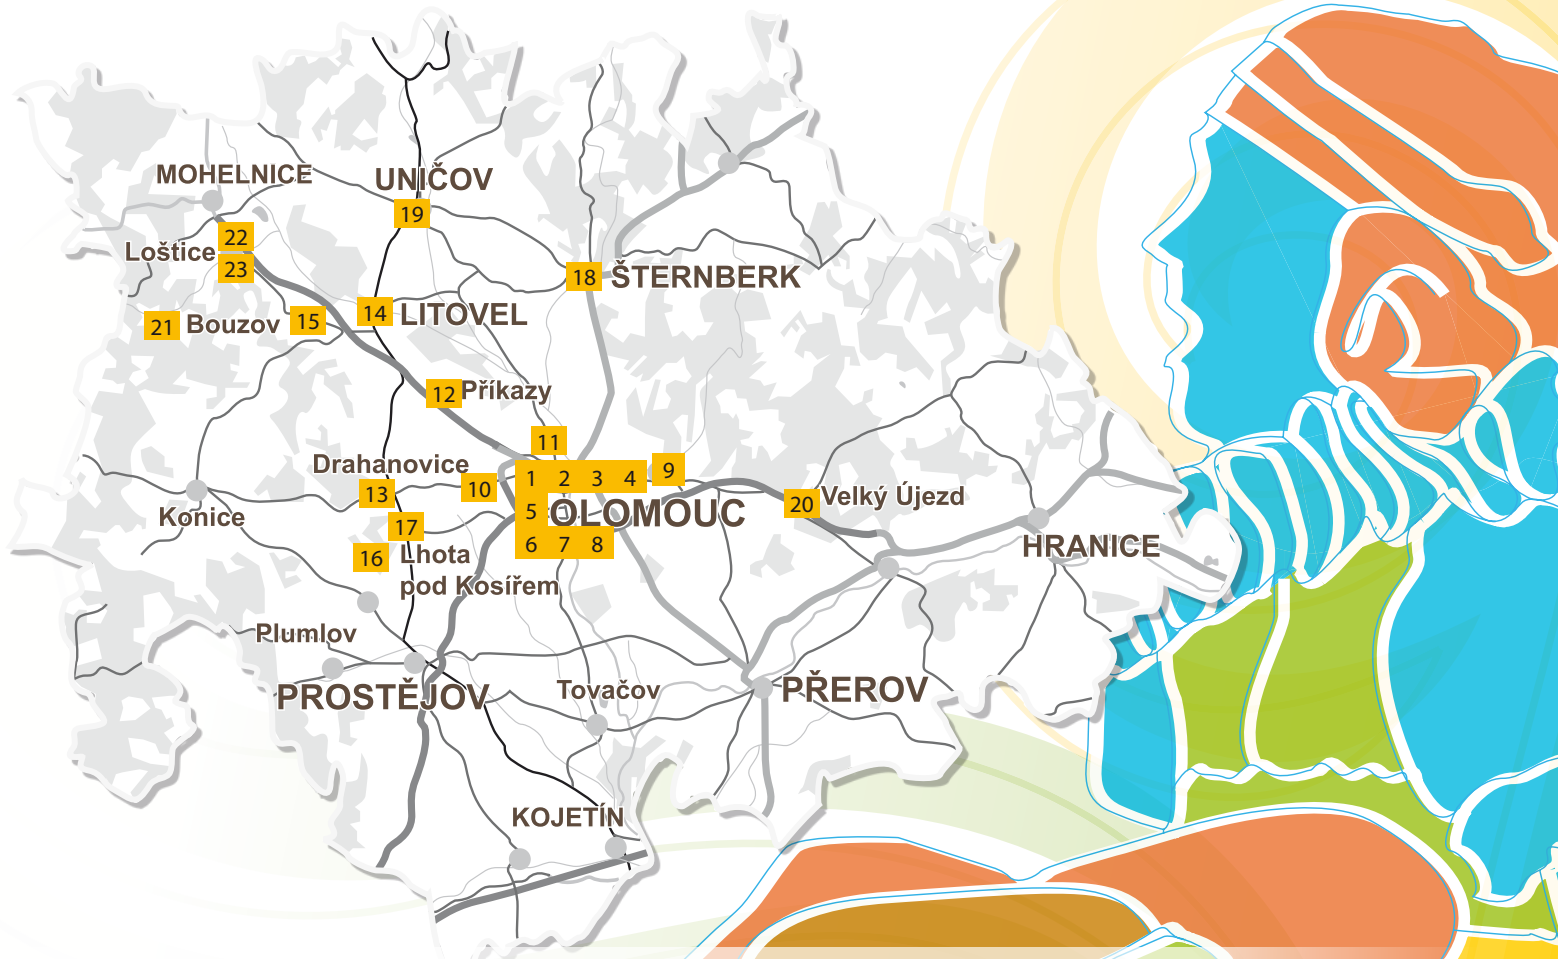 MOHELNICE
UNIČOV
19
22
Loštice
23
18 ŠTERNBERK
14 LITOVEL
21 Bouzov 15
12 Příkazy
11
Drahanovice
1 2 3 4 9
10
13
Velký Újezd
20
5 OLOMOUC
Konice
17
6 7 8
HRANICE
16 Lhota
pod Kosířem
Plumlov
PROSTĚJOV
Tovačov
PŘEROV
KOJETÍN